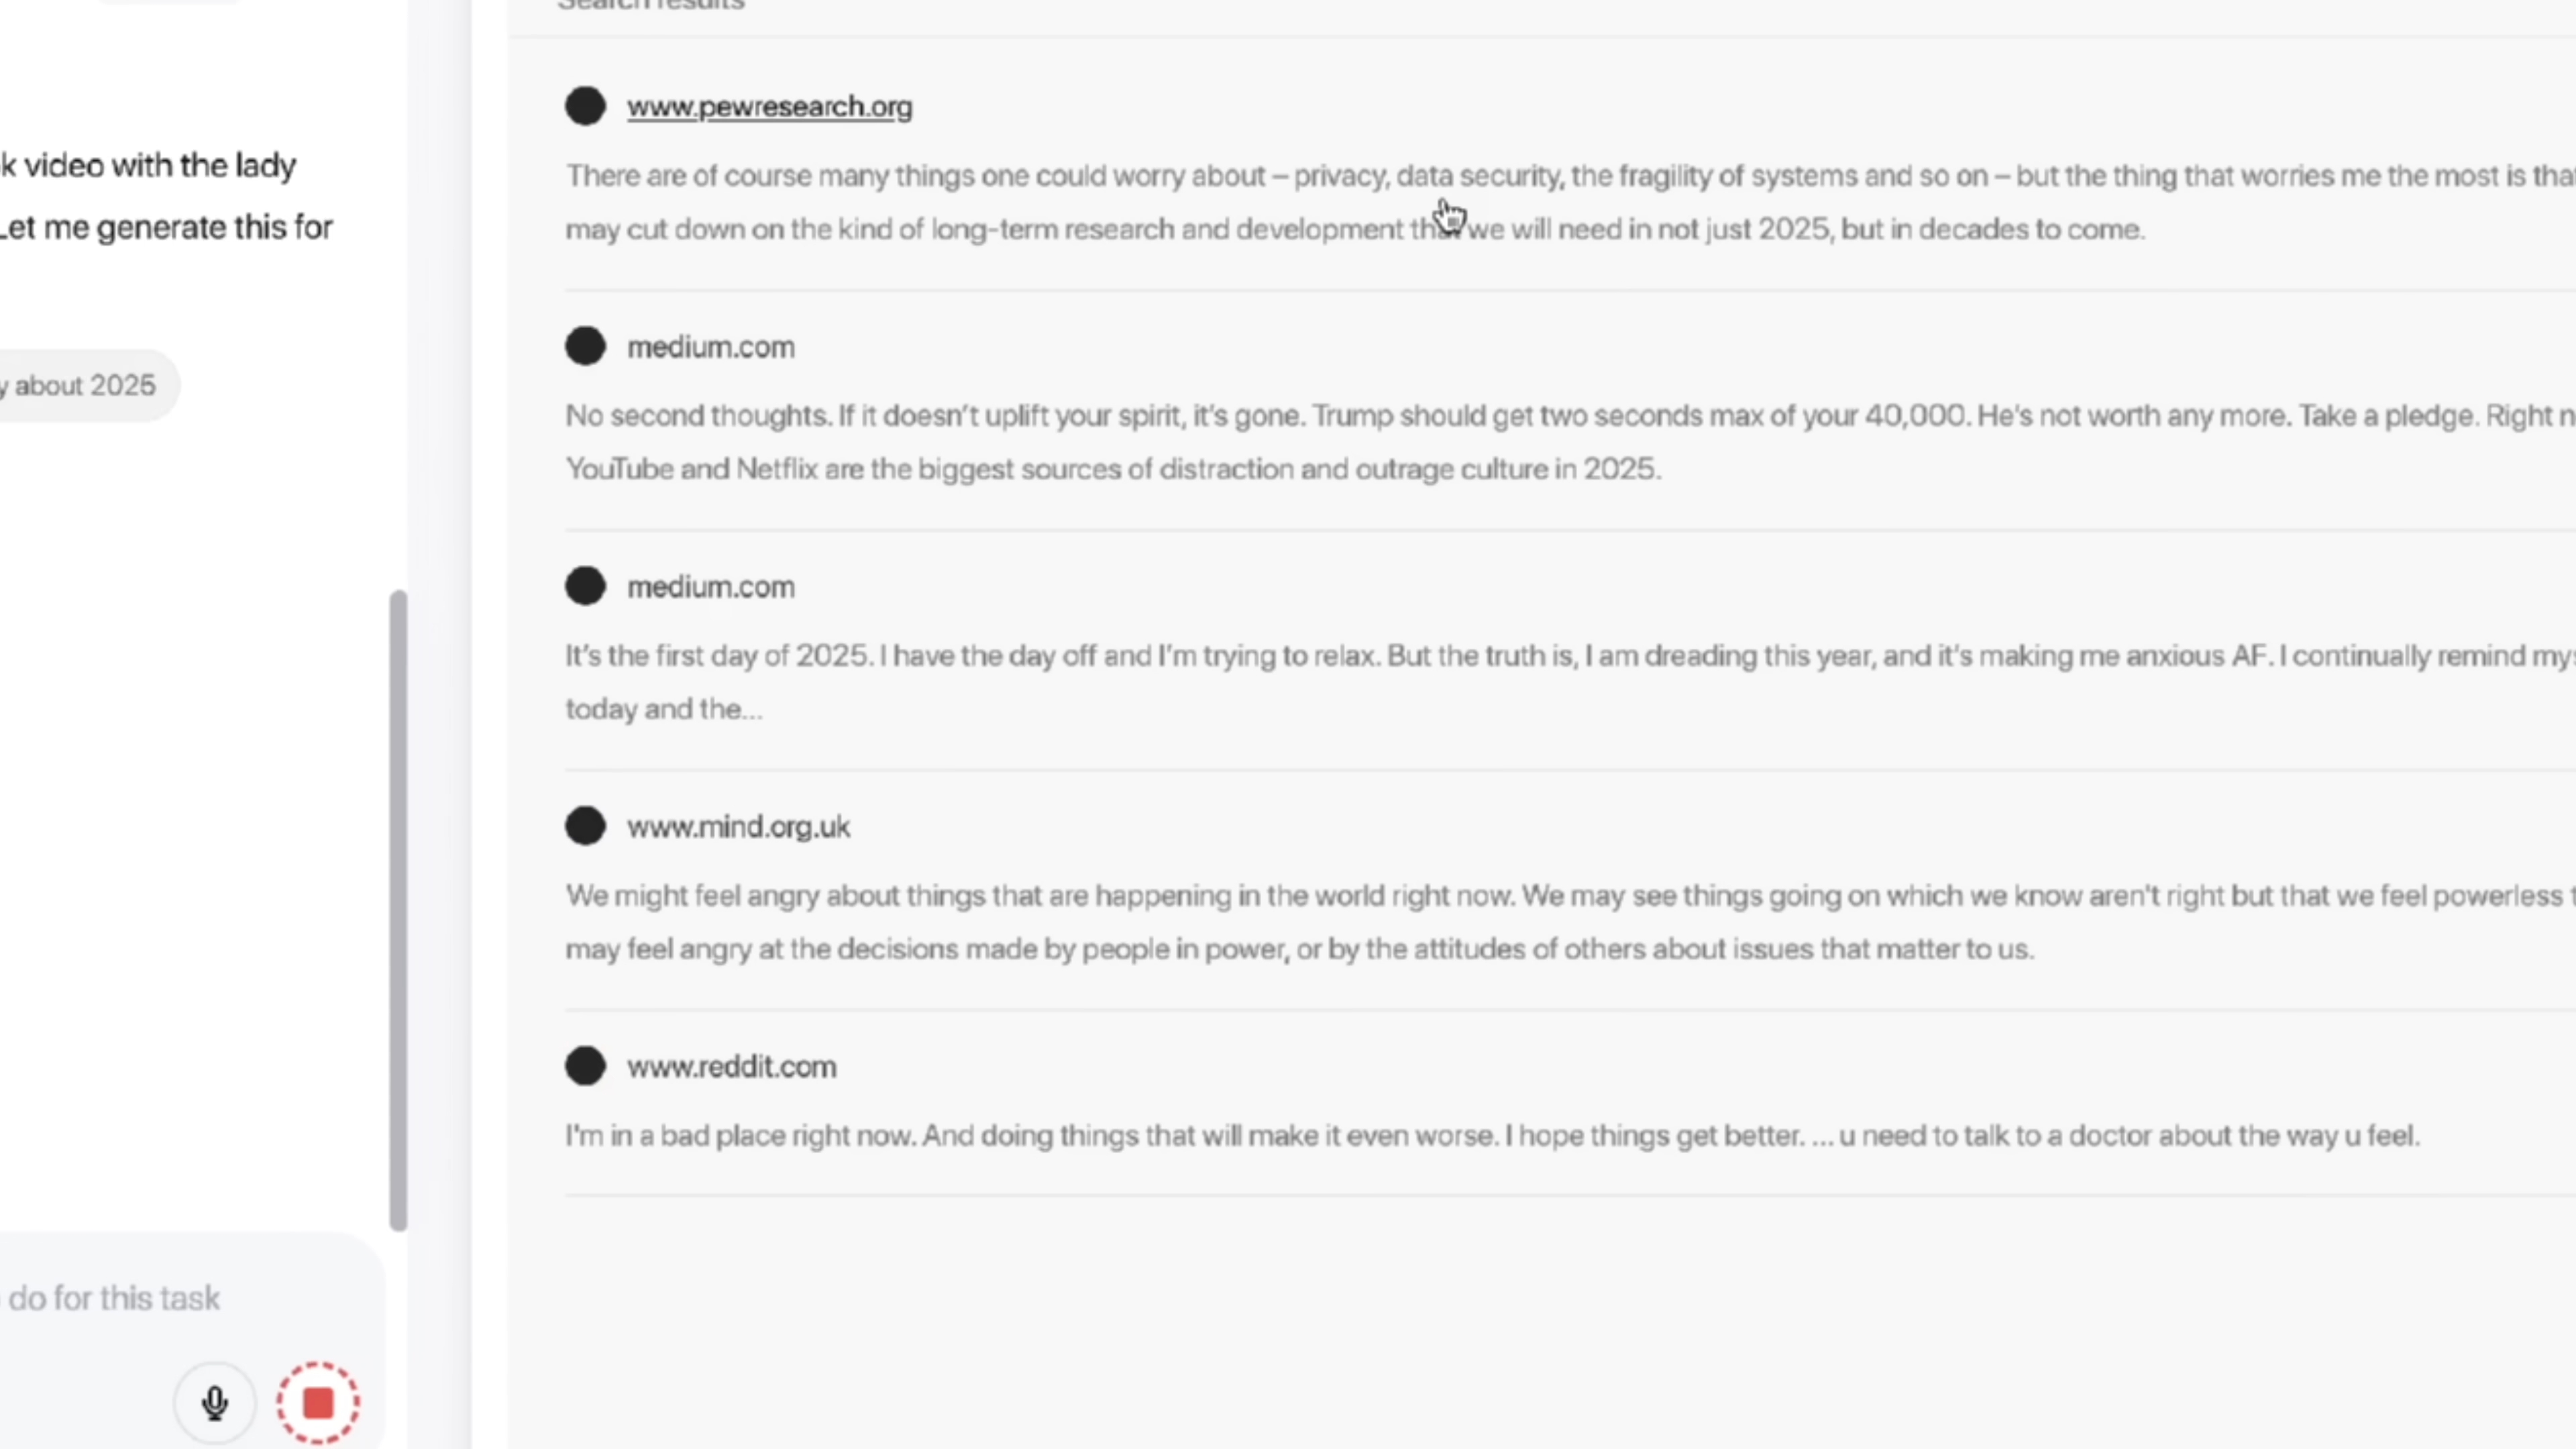 Search results
k video with the lady
Let me generate this for
y about 2025
do for this task
www.pewresearch.org
There are of course many things one could worry about – privacy, data security, the fragility of systems and so on – but the thing that worries me the most is
may cut down on the kind of long-term research and development that we will need in not just 2025, but in decades to come.
medium.com
No second thoughts. If it doesn't uplift your spirit, it's gone. Trump should get two seconds max of your 40,000. He's not worth any more. Take a pledge. Right
YouTube and Netflix are the biggest sources of distraction and outrage culture in 2025.
medium.com
It's the first day of 2025. I have the day off and I'm trying to relax. But the truth is, I am dreading this year, and it's making me anxious AF. I continually remind
today and the...
www.mind.org.uk
We might feel angry about things that are happening in the world right now. We may see things going on which we know aren't right but that we feel powerless
may feel angry at the decisions made by people in power, or by the attitudes of others about issues that matter to us.
www.reddit.com
I'm in a bad place right now. And doing things that will make it even worse. I hope things get better. ... u need to talk to a doctor about the way u feel.